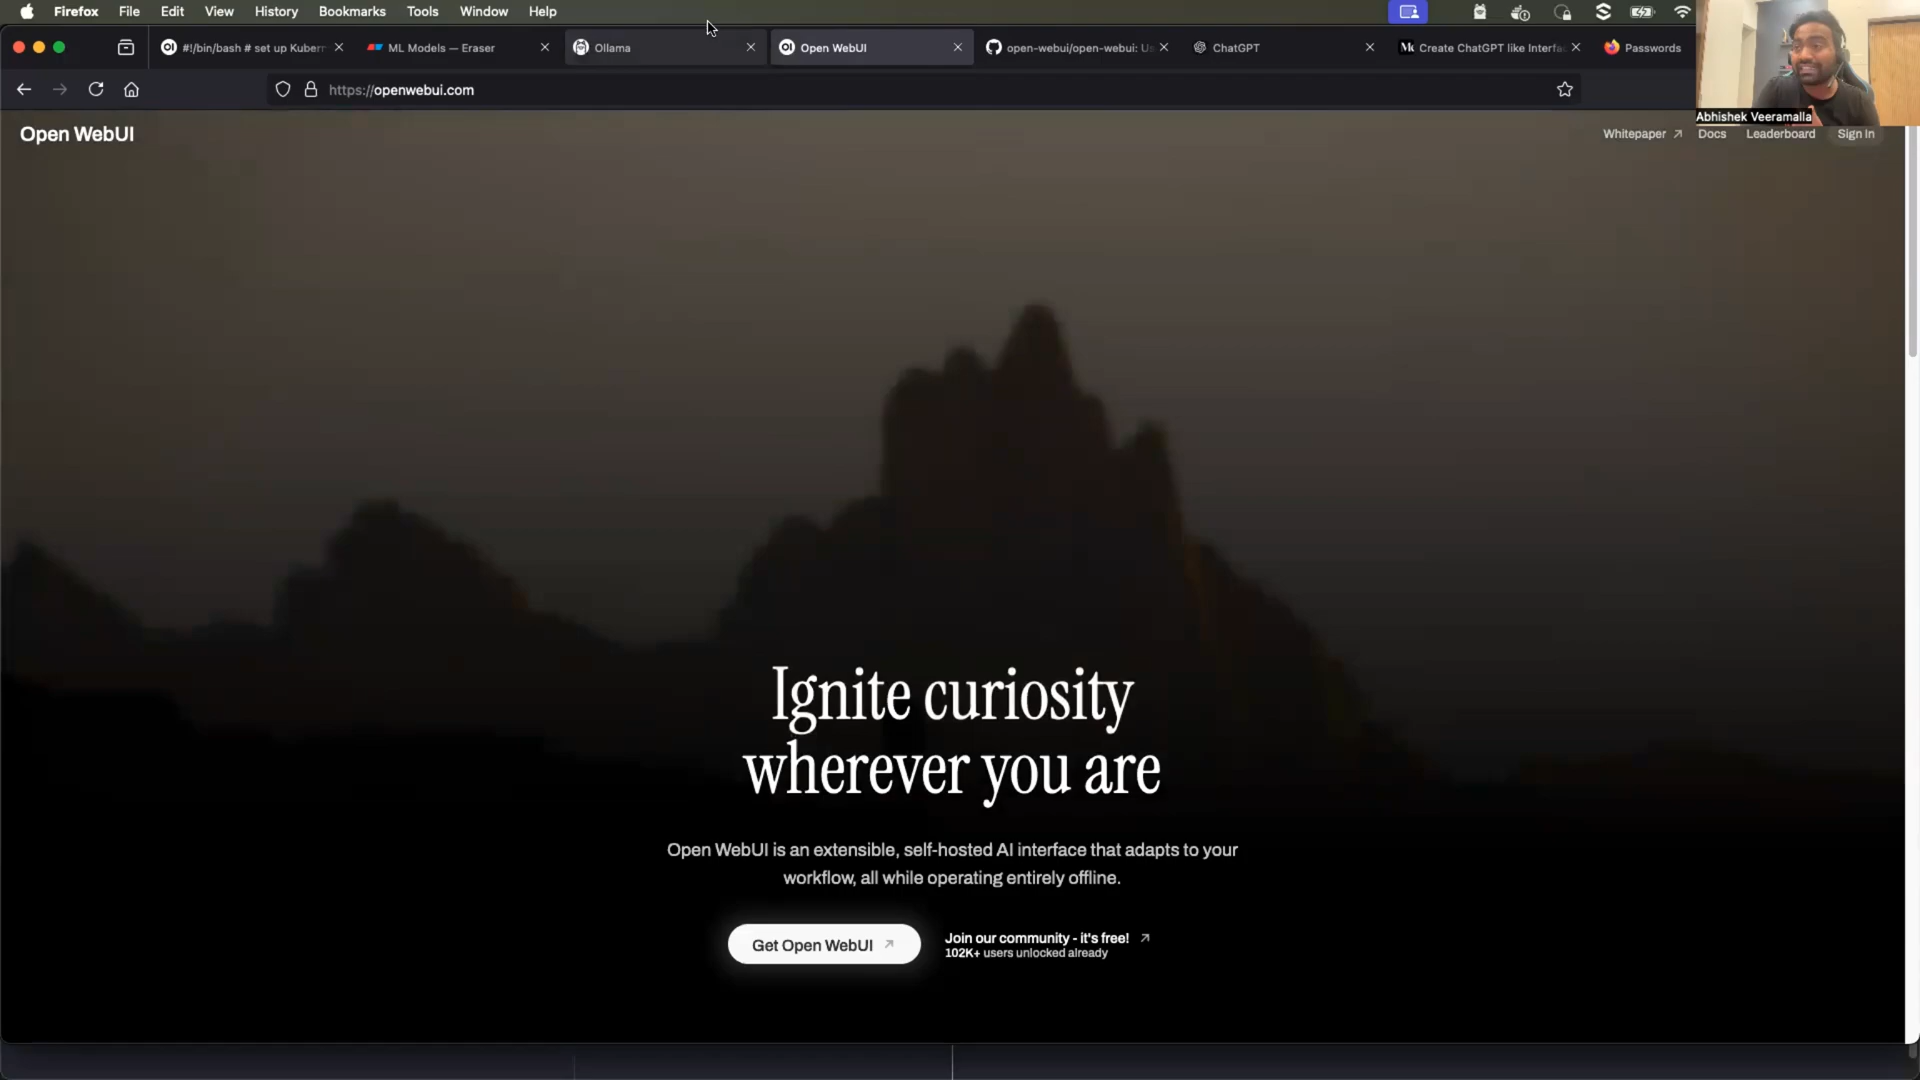 Firefox File Edit View History Bookmarks Tools Window Help
#!/bin/bash # set up Kubern
ML Models — Eraser
Ollama
Open WebUI
open-webui/open-webui: Us
ChatGPT
Create ChatGPT like Interfa
Passwords
https://openwebui.com
Abhishek Veeramalla
Open WebUI
Whitepaper Docs Leaderboard Sign in
Ignite curiosity
wherever you are
Open WebUI is an extensible, self-hosted AI interface that adapts to your
workflow, all while operating entirely offline.
Get Open WebUI
Join our community - it's free!
102K+ users unlocked already